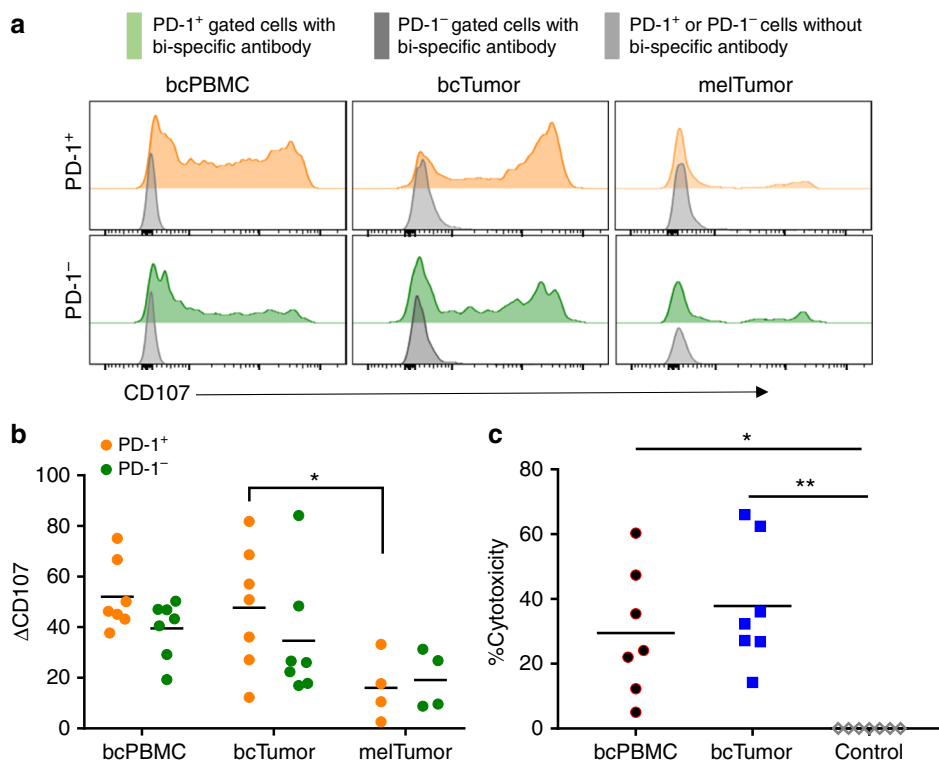 a
PD-1⁺ gated cells with
bi-specific antibody
PD-1⁻ gated cells with
bi-specific antibody
PD-1⁺ or PD-1⁻ cells without
bi-specific antibody
bcPBMC
bcTumor
melTumor
PD-1⁺
PD-1⁻
CD107
b
PD-1⁺
PD-1⁻
100
80
60
40
20
0
ΔCD107
*
bcPBMC
bcTumor
melTumor
c
80
60
40
20
0
%Cytotoxicity
*
**
bcPBMC
bcTumor
Control